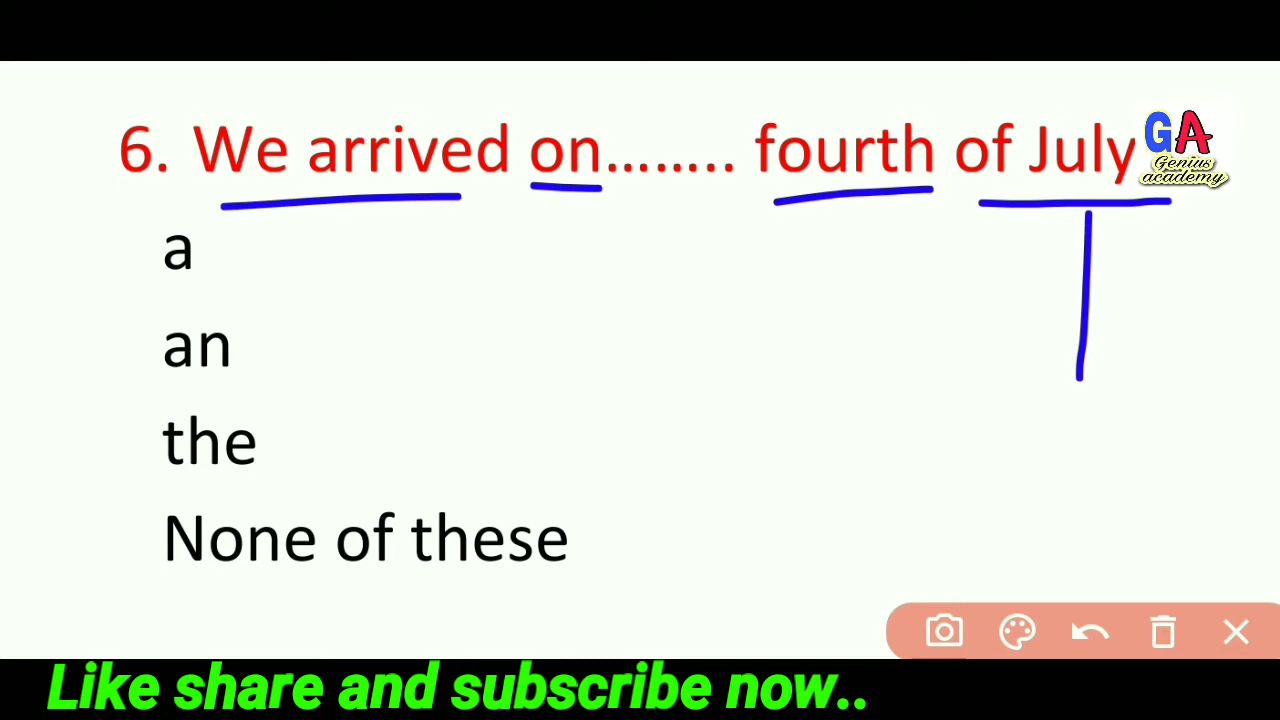 6. We arrived on........ fourth of July
GA
Genius
academy
a
an
the
None of these
Like share and subscribe now..